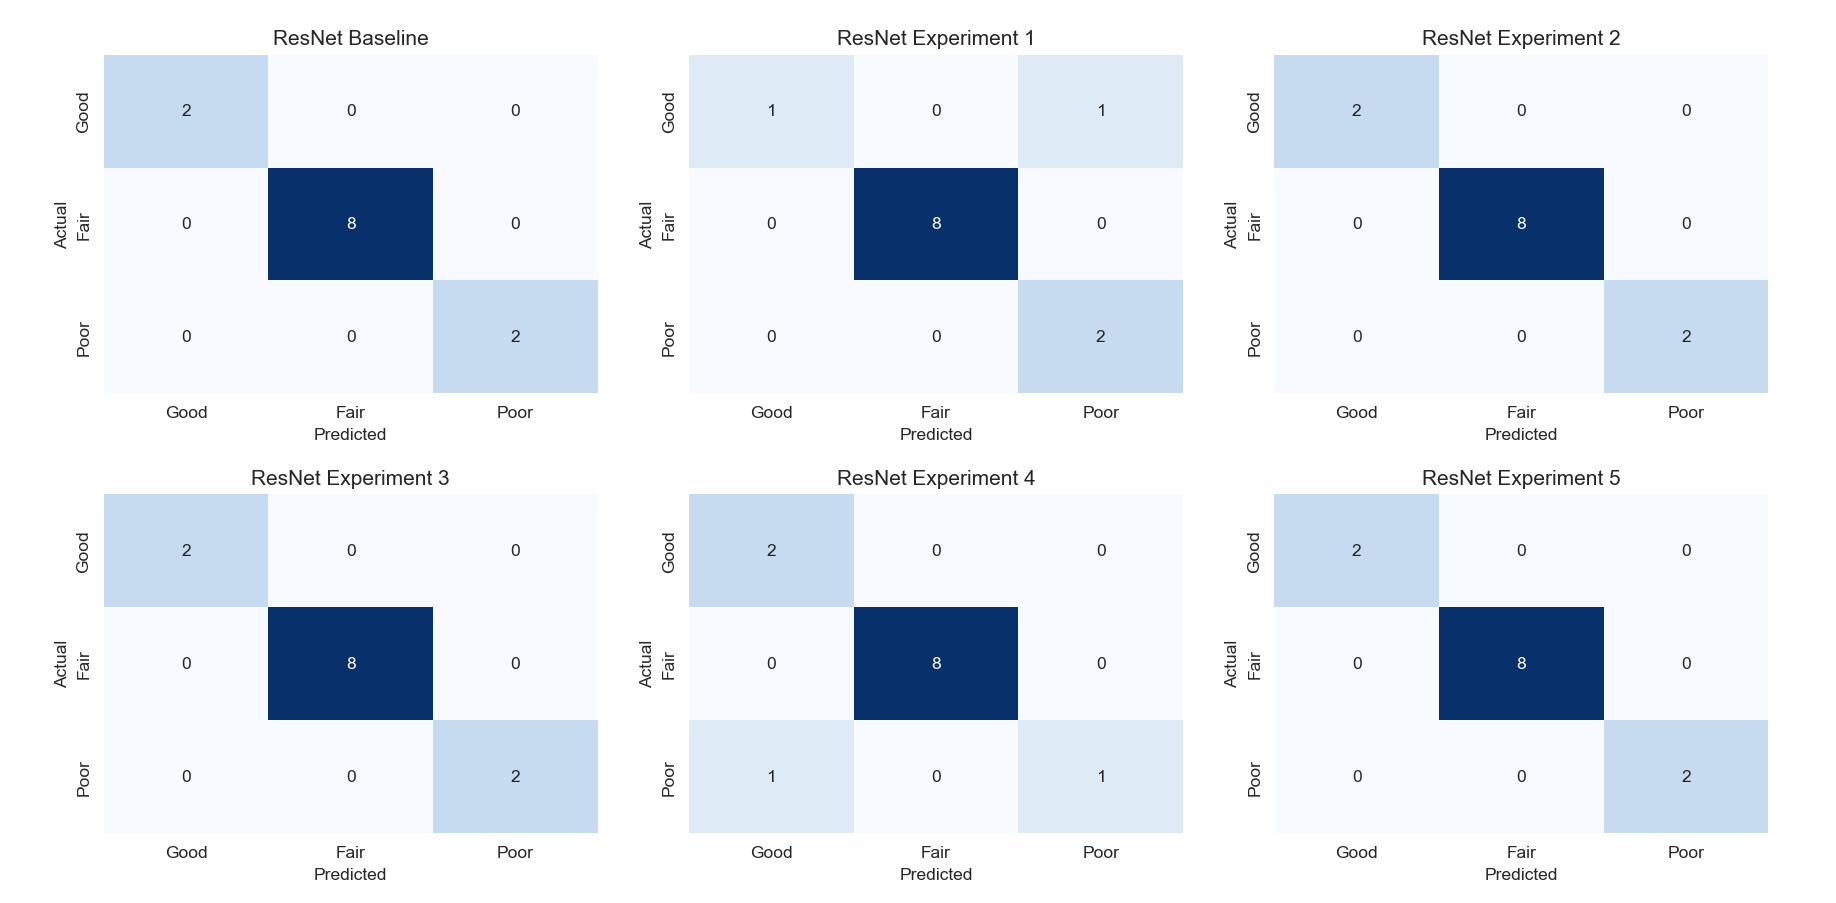 ResNet Baseline
Good 2 0 0
Actual
Fair 0 8 0
Poor 0 0 2
Good Fair Poor
Predicted
ResNet Experiment 1
Good 1 0 1
Actual
Fair 0 8 0
Poor 0 0 2
Good Fair Poor
Predicted
ResNet Experiment 2
Good 2 0 0
Actual
Fair 0 8 0
Poor 0 0 2
Good Fair Poor
Predicted
ResNet Experiment 3
Good 2 0 0
Actual
Fair 0 8 0
Poor 0 0 2
Good Fair Poor
Predicted
ResNet Experiment 4
Good 2 0 0
Actual
Fair 0 8 0
Poor 1 0 1
Good Fair Poor
Predicted
ResNet Experiment 5
Good 2 0 0
Actual
Fair 0 8 0
Poor 0 0 2
Good Fair Poor
Predicted